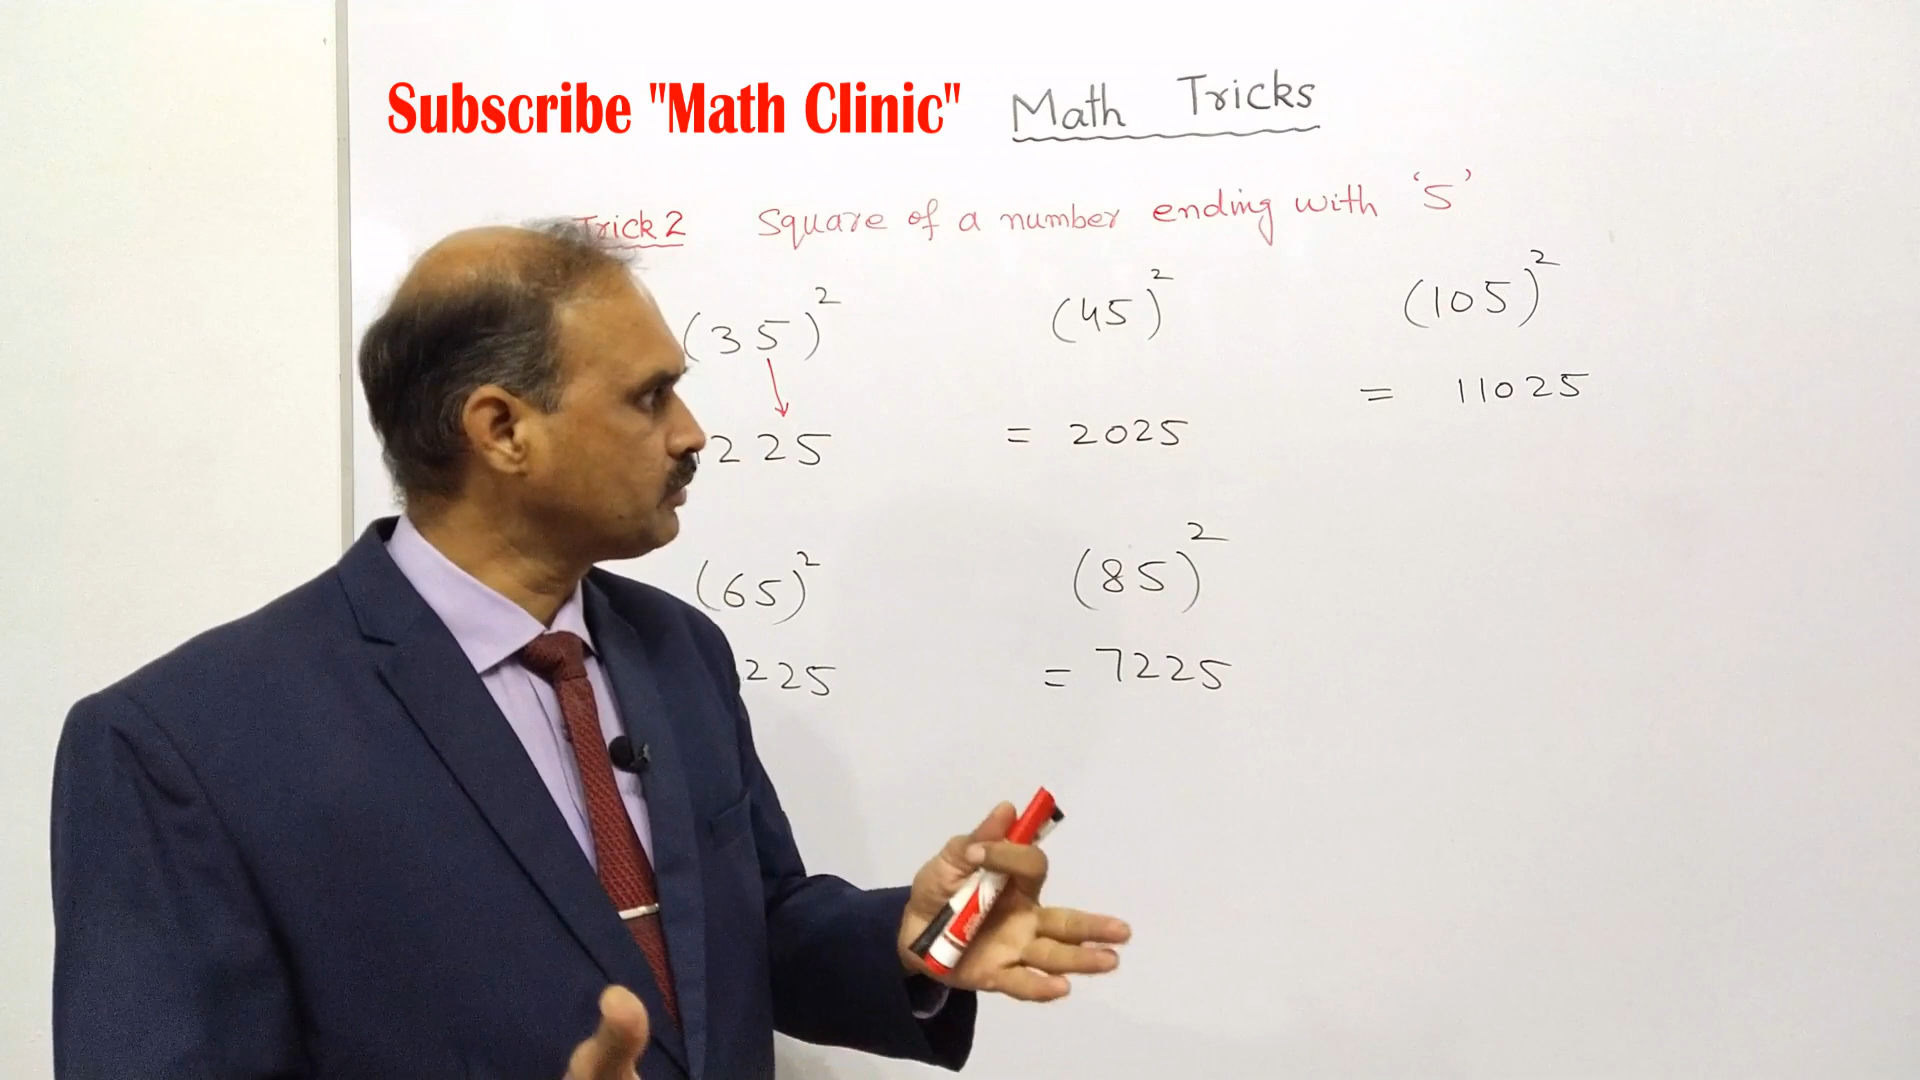 Subscribe "Math Clinic" Math Tricks
Trick 2 Square of a number ending with '5'
(35)² (45)² (105)²
225 = 2025 = 11025
(65)² (85)²
225 = 7225